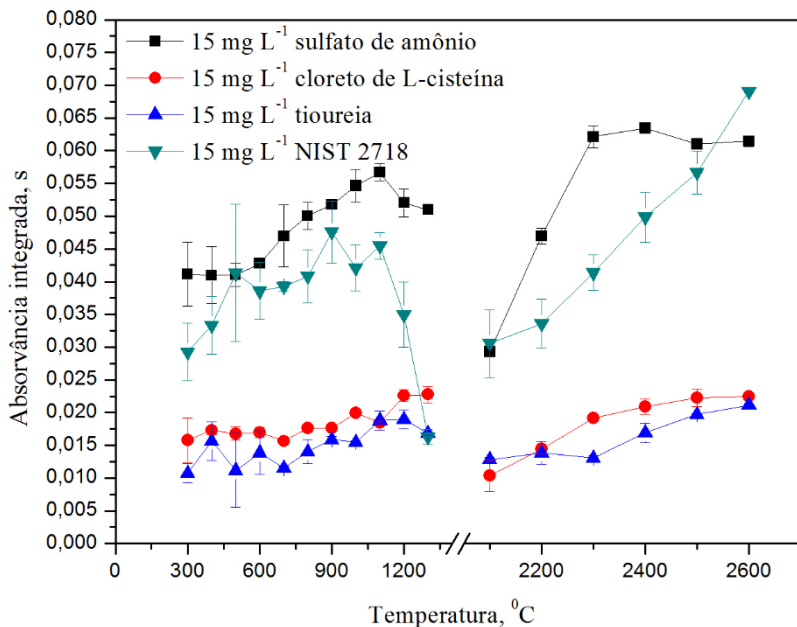 0,080
0,075
0,070
0,065
0,060
0,055
0,050
0,045
0,040
0,035
0,030
0,025
0,020
0,015
0,010
0,005
0,000
Absorvância integrada, s
15 mg L⁻¹ sulfato de amônio
15 mg L⁻¹ cloreto de L-cisteína
15 mg L⁻¹ tioureia
15 mg L⁻¹ NIST 2718
0 300 600 900 1200 2200 2400 2600
Temperatura, ⁰C